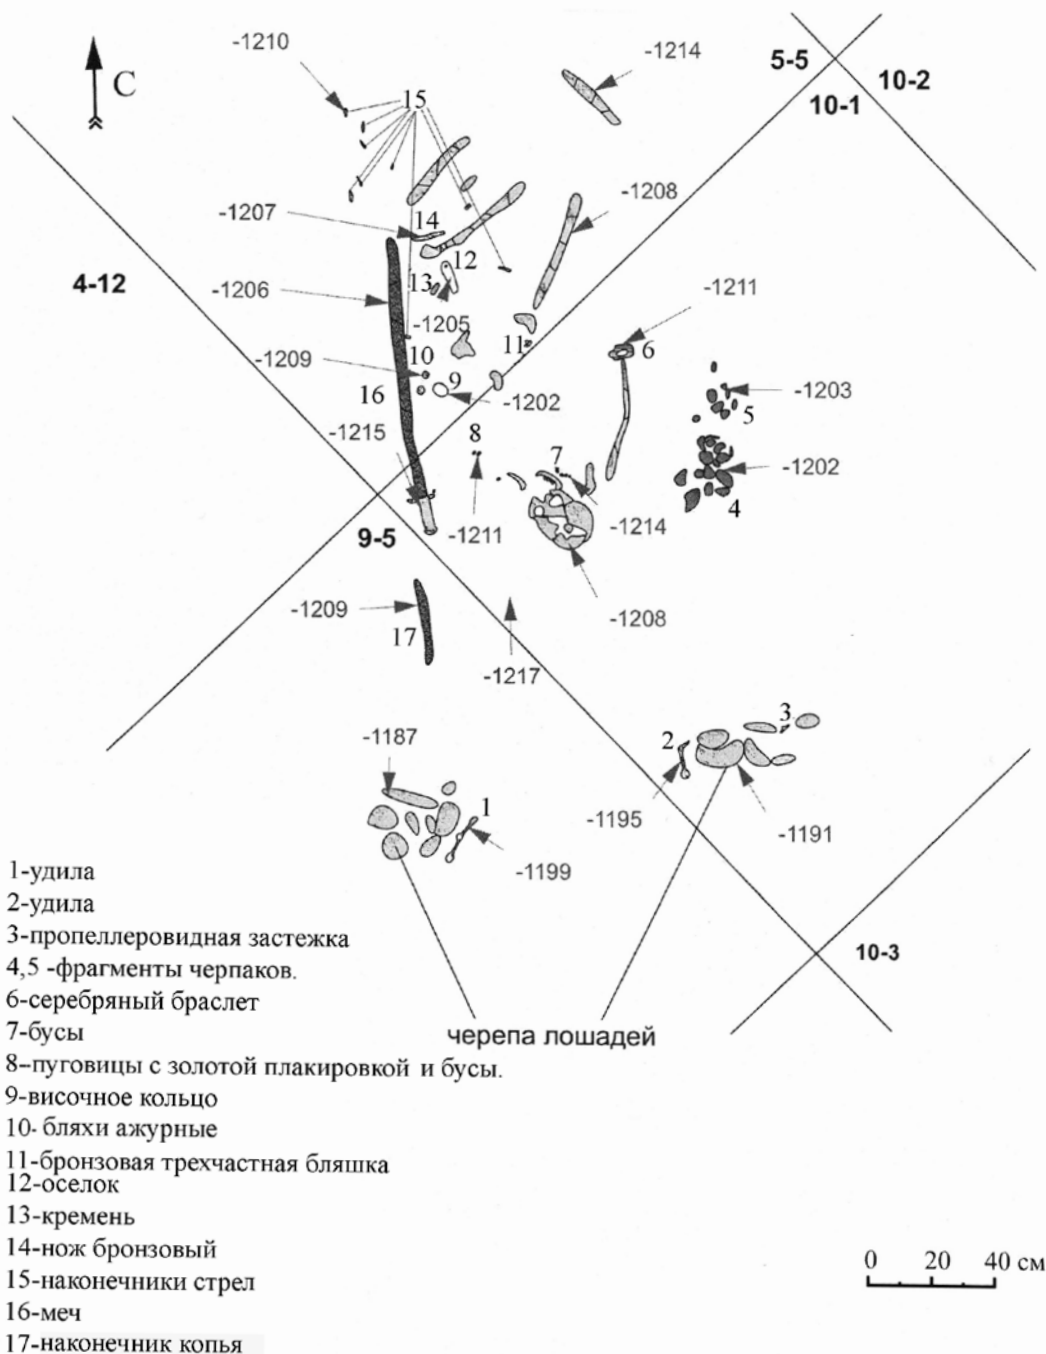 -1210
-1214
5-5
10-2
С
15
10-1
-1207
14
-1208
4-12
12
-1206
13
-1211
-1205
11
6
10
-1209
9
-1203
16
-1202
5
-1215
8
7
-1202
4
9-5
-1211
-1214
-1209
-1208
17
-1217
-1187
3
2
1
-1195
-1191
-1199
1-удила
2-удила
3-пропеллеровидная застежка
10-3
4,5 -фрагменты черпаков.
6-серебряный браслет
7-бусы
черепа лошадей
8-пуговицы с золотой плакировкой и бусы.
9-височное кольцо
10- бляхи ажурные
11-бронзовая трехчастная бляшка
12-оселок
13-кремень
14-нож бронзовый
15-наконечники стрел
16-меч
17-наконечник копья
0 20 40 см